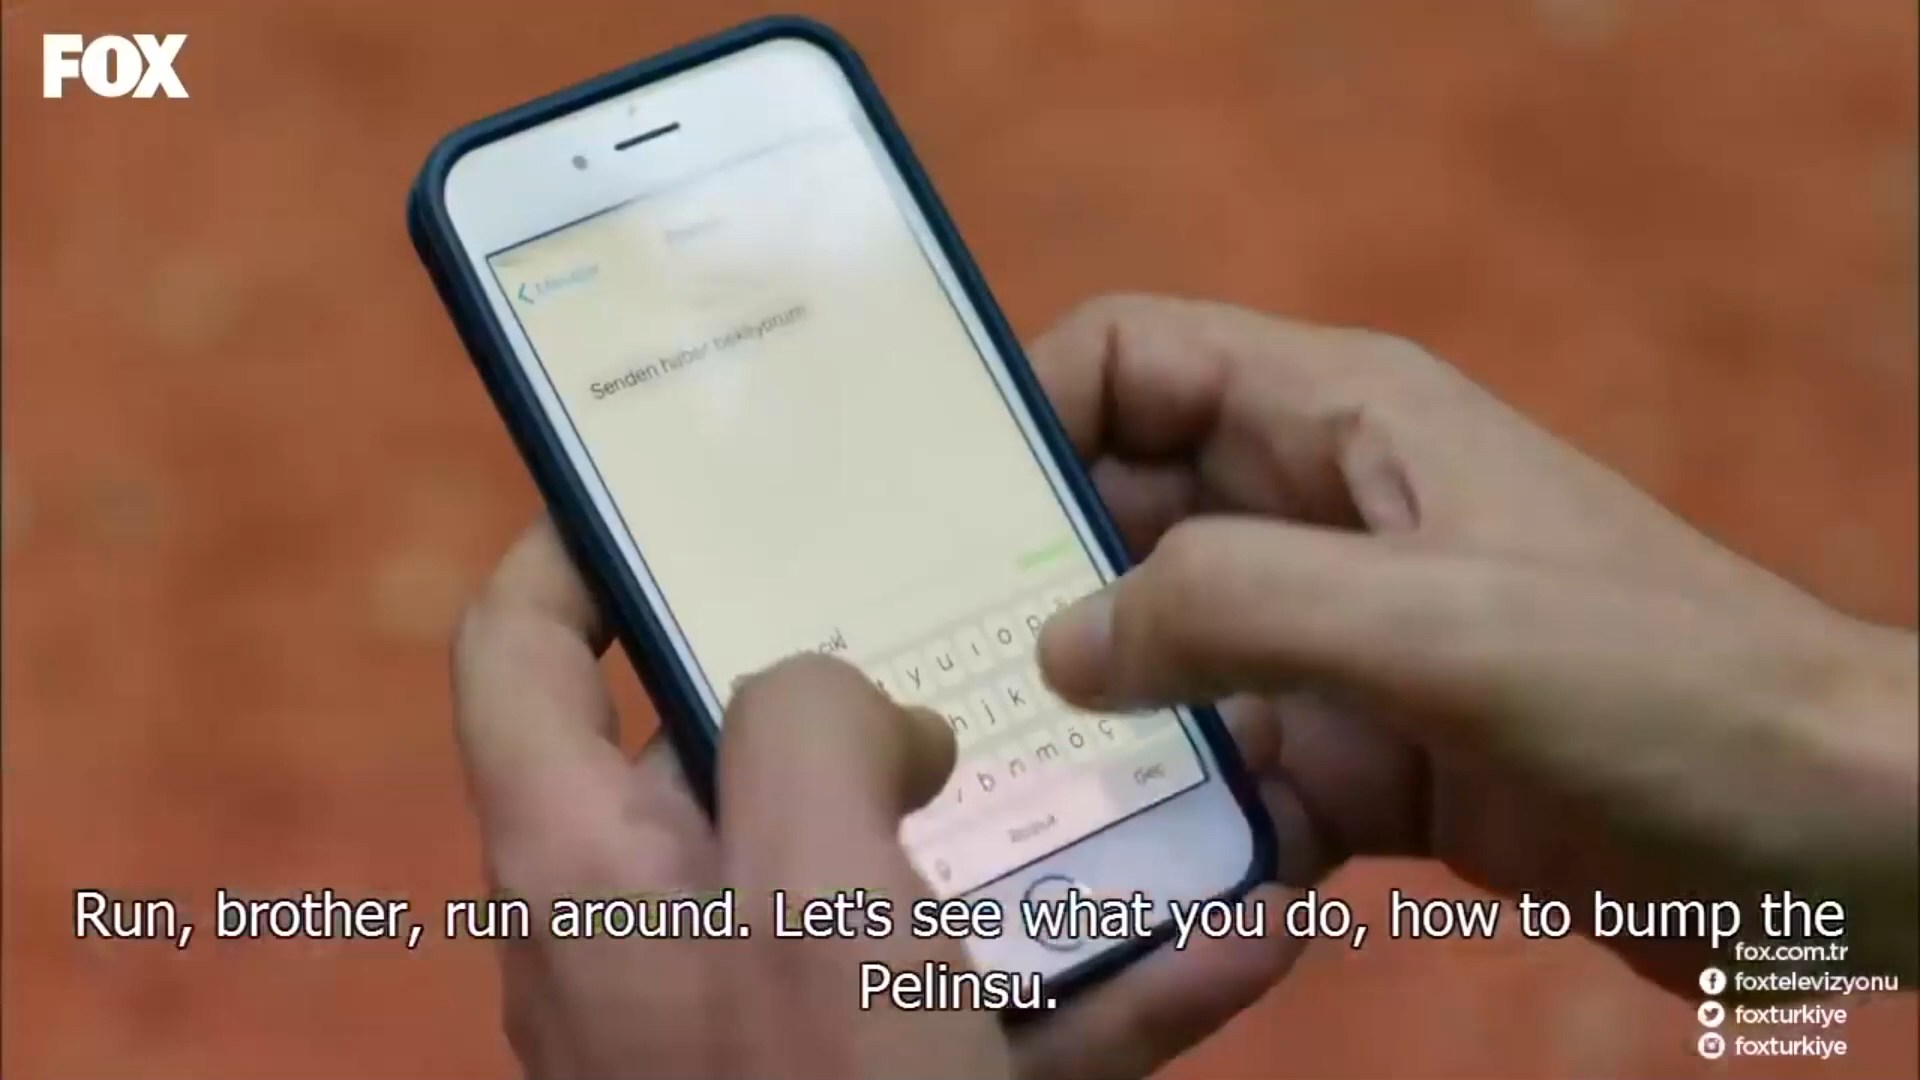 FOX
Senden haber bekliyorum
y u ı o p
h j k
b n m ö ç
Geç
Run, brother, run around. Let's see what you do, how to bump the
Pelinsu.
fox.com.tr
foxtelevizyonu
foxturkiye
foxturkiye